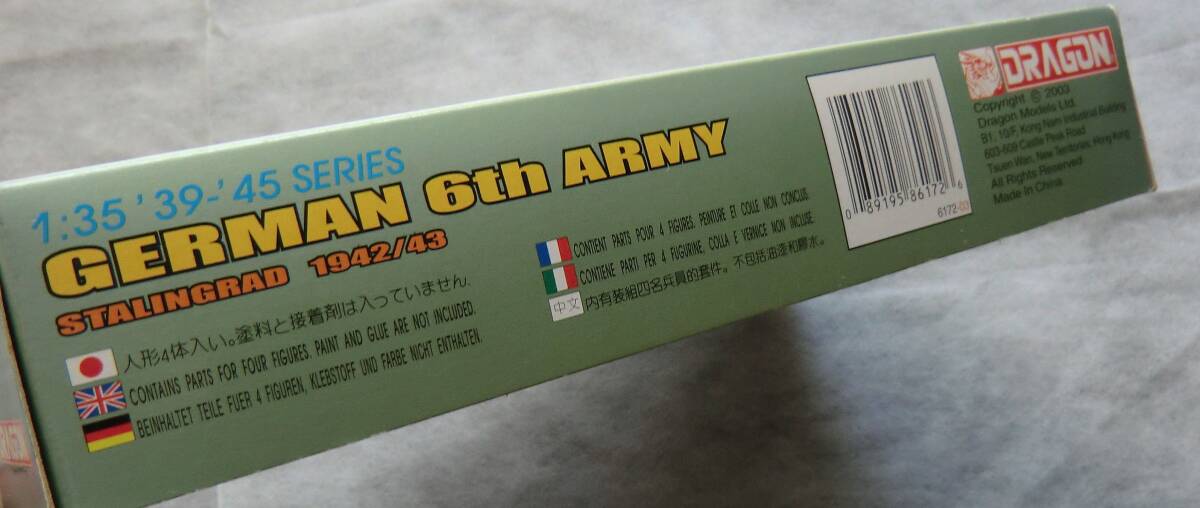 1:35 '39-'45 SERIES
GERMAN 6th ARMY
STALINGRAD 1942/43
人形4体入い。塗料と接着剤は入っていません.
CONTAINS PARTS FOR FOUR FIGURES. PAINT AND GLUE ARE NOT INCLUDED.
BEINHALTET TEILE FUER 4 FIGUREN, KLEBSTOFF UND FARBE NICHT ENTHALTEN.
CONTIENT PARTS POUR 4 FIGURES. PEINTURE ET COLLE NON CONCLUS.
CONTIENE PARTI PER 4 FUGURINE, COLLA E VERNICE NON INCLUSE.
中文 內有裝組四名兵員的套件。不包括油漆和膠水。
0 89195 86172 6
6172-00
DRAGON
Copyright © 2003
Dragon Models Ltd.
B1, 10/F, Kong Nam Industrial Building
603-609 Castle Peak Road
Tsuen Wan, New Territories, Hong Kong
All Rights Reserved
Made in China